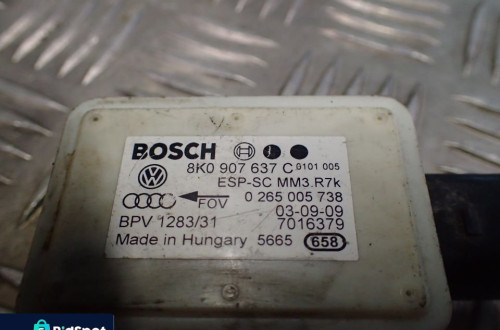 BOSCH
8K0 907 637 C 9101 005
ESP-SC MM3.R7k
FOV 0 265 005 738
03-09-09
BPV 1283/31 7016379
Made in Hungary 5665 658
BidSpot